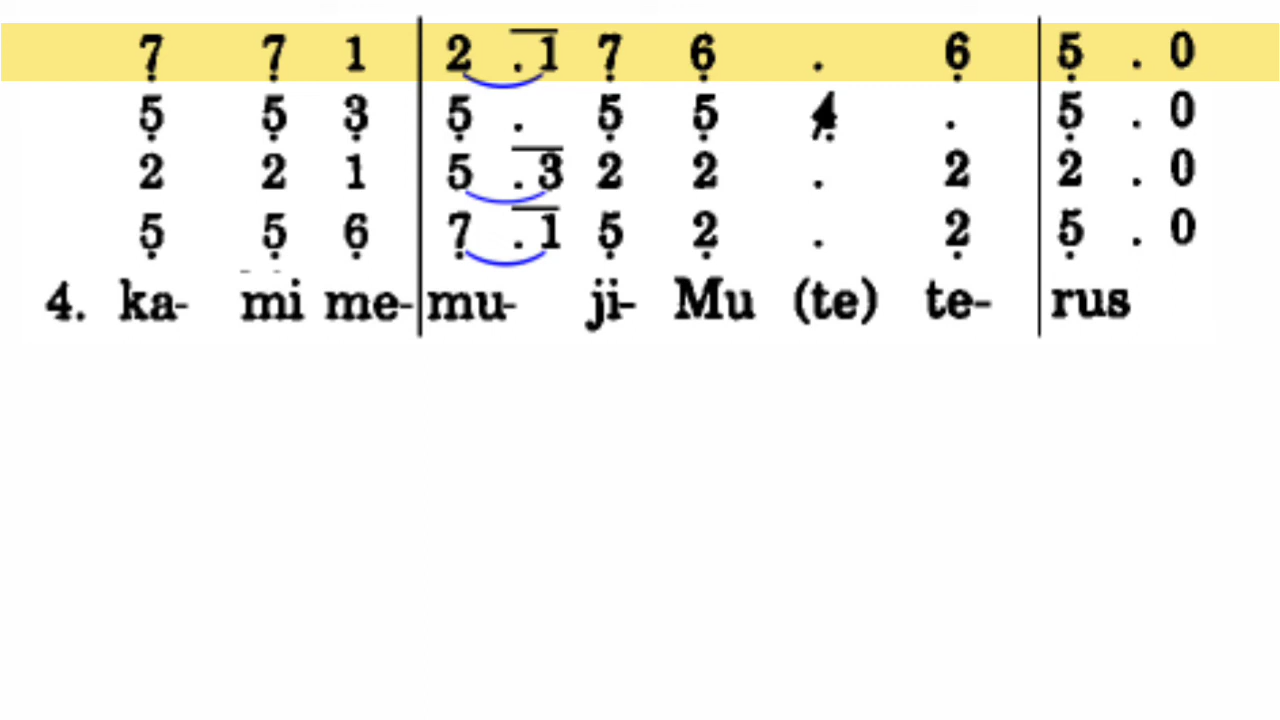 7̣ 7̣ 1 | 2 .1̅ 7̣ 6̣ . 6̣ | 5̣ . 0
5̣ 5̣ 3̣ | 5̣ . 5̣ 5̣ 4̣ . | 5̣ . 0
2 2 1 | 5 .3̅ 2 2 . 2 | 2 . 0
5̣ 5̣ 6̣ | 7̣ .1̅ 5̣ 2̣ . 2̣ | 5̣ . 0
4. ka- mi me- | mu- ji- Mu (te) te- | rus